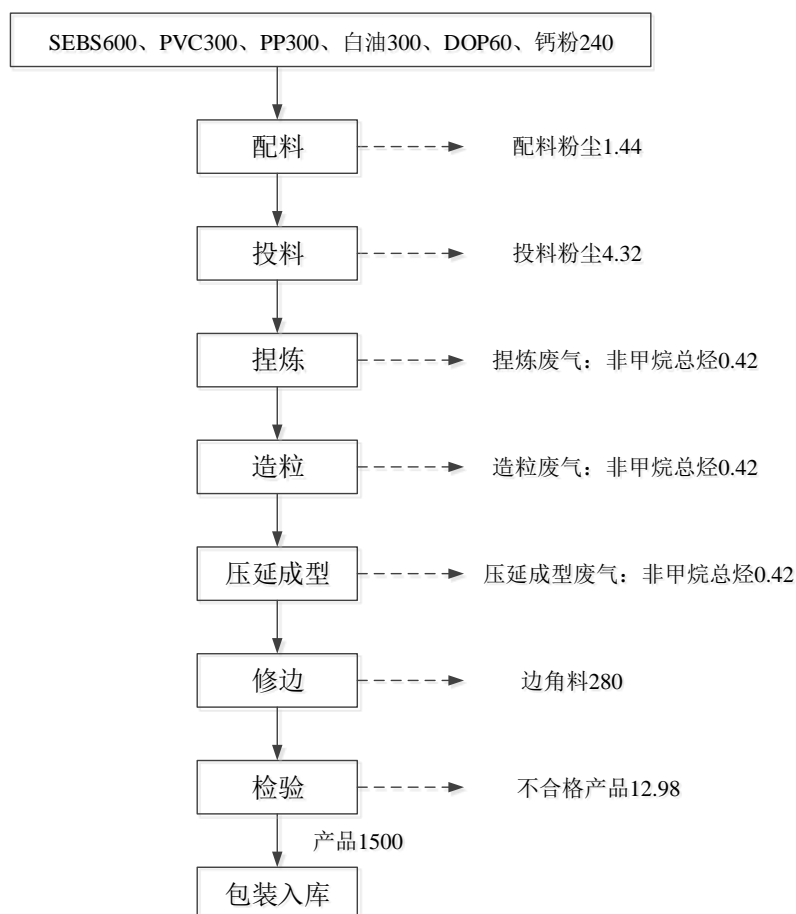 SEBS600、PVC300、PP300、白油300、DOP60、钙粉240
配料
配料粉尘1.44
投料
投料粉尘4.32
捏炼
捏炼废气：非甲烷总烃0.42
造粒
造粒废气：非甲烷总烃0.42
压延成型
压延成型废气：非甲烷总烃0.42
修边
边角料280
检验
不合格产品12.98
产品1500
包装入库